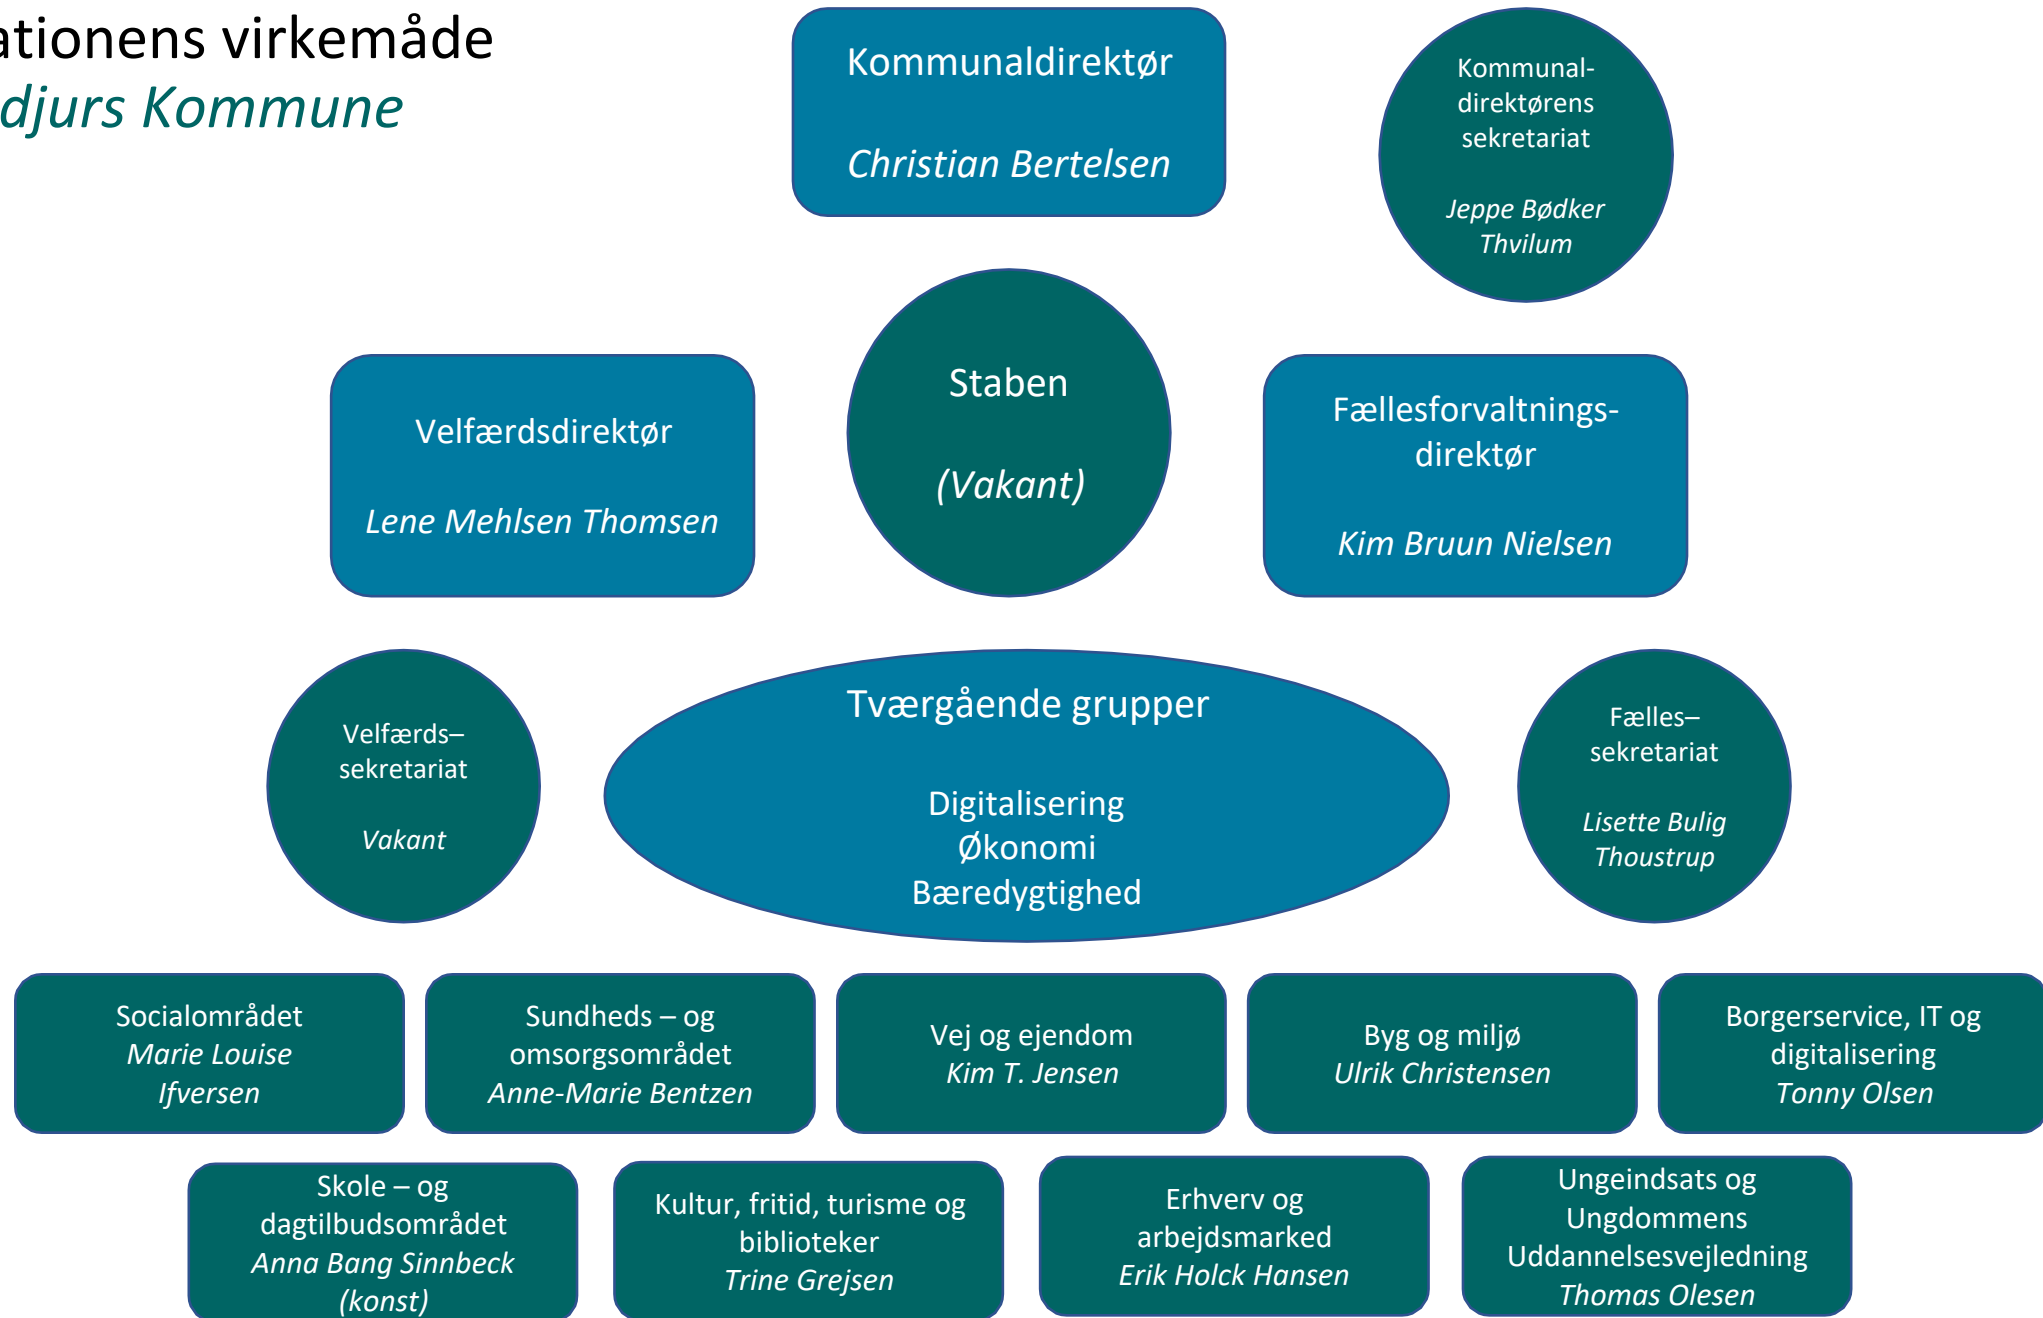 ationens virkemåde
djurs Kommune
Kommunaldirektør
Christian Bertelsen
Kommunal-
direktørens
sekretariat
Jeppe Bødker
Thvilum
Staben
(Vakant)
Velfærdsdirektør
Lene Mehlsen Thomsen
Fællesforvaltnings-
direktør
Kim Bruun Nielsen
Velfærds–
sekretariat
Vakant
Tværgående grupper
Digitalisering
Økonomi
Bæredygtighed
Fælles–
sekretariat
Lisette Bulig
Thoustrup
Socialområdet
Marie Louise
Ifversen
Sundheds – og
omsorgsområdet
Anne-Marie Bentzen
Vej og ejendom
Kim T. Jensen
Byg og miljø
Ulrik Christensen
Borgerservice, IT og
digitalisering
Tonny Olsen
Skole – og
dagtilbudsområdet
Anna Bang Sinnbeck
(konst)
Kultur, fritid, turisme og
biblioteker
Trine Grejsen
Erhverv og
arbejdsmarked
Erik Holck Hansen
Ungeindsats og
Ungdommens
Uddannelsesvejledning
Thomas Olesen